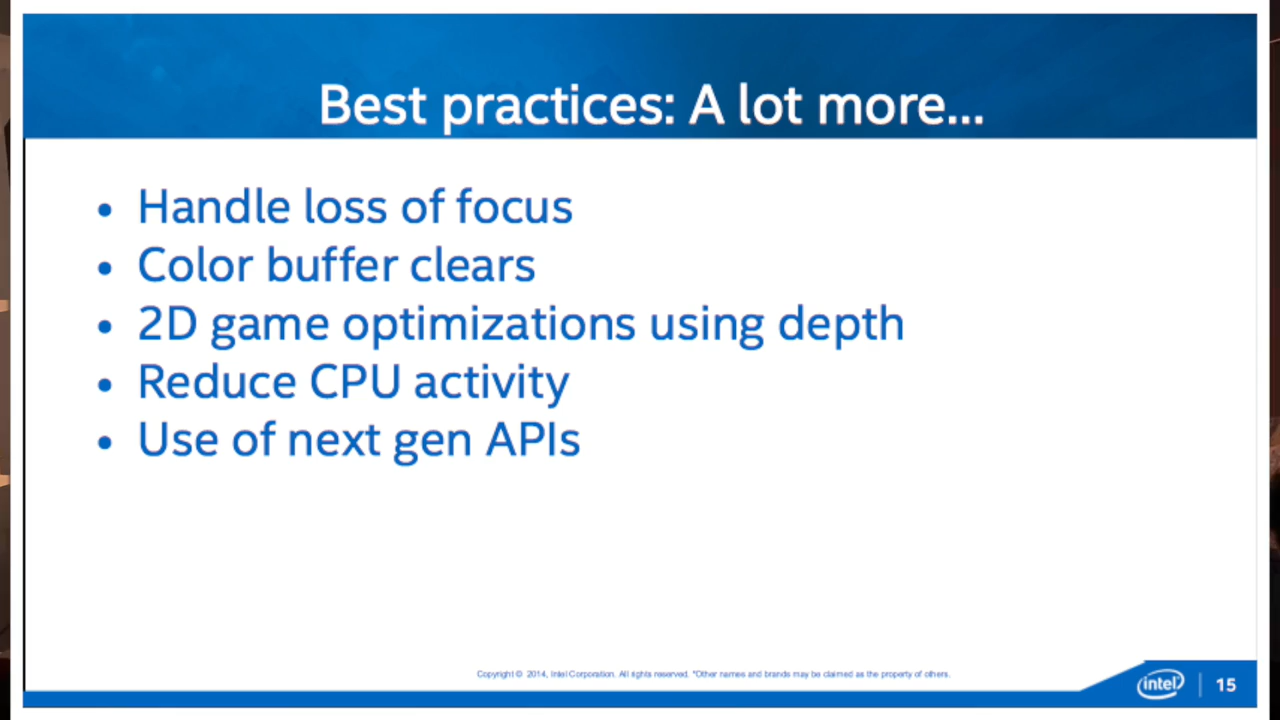 Best practices: A lot more...
• Handle loss of focus
• Color buffer clears
• 2D game optimizations using depth
• Reduce CPU activity
• Use of next gen APIs
Copyright © 2014, Intel Corporation. All rights reserved. *Other names and brands may be claimed as the property of others.
intel 15